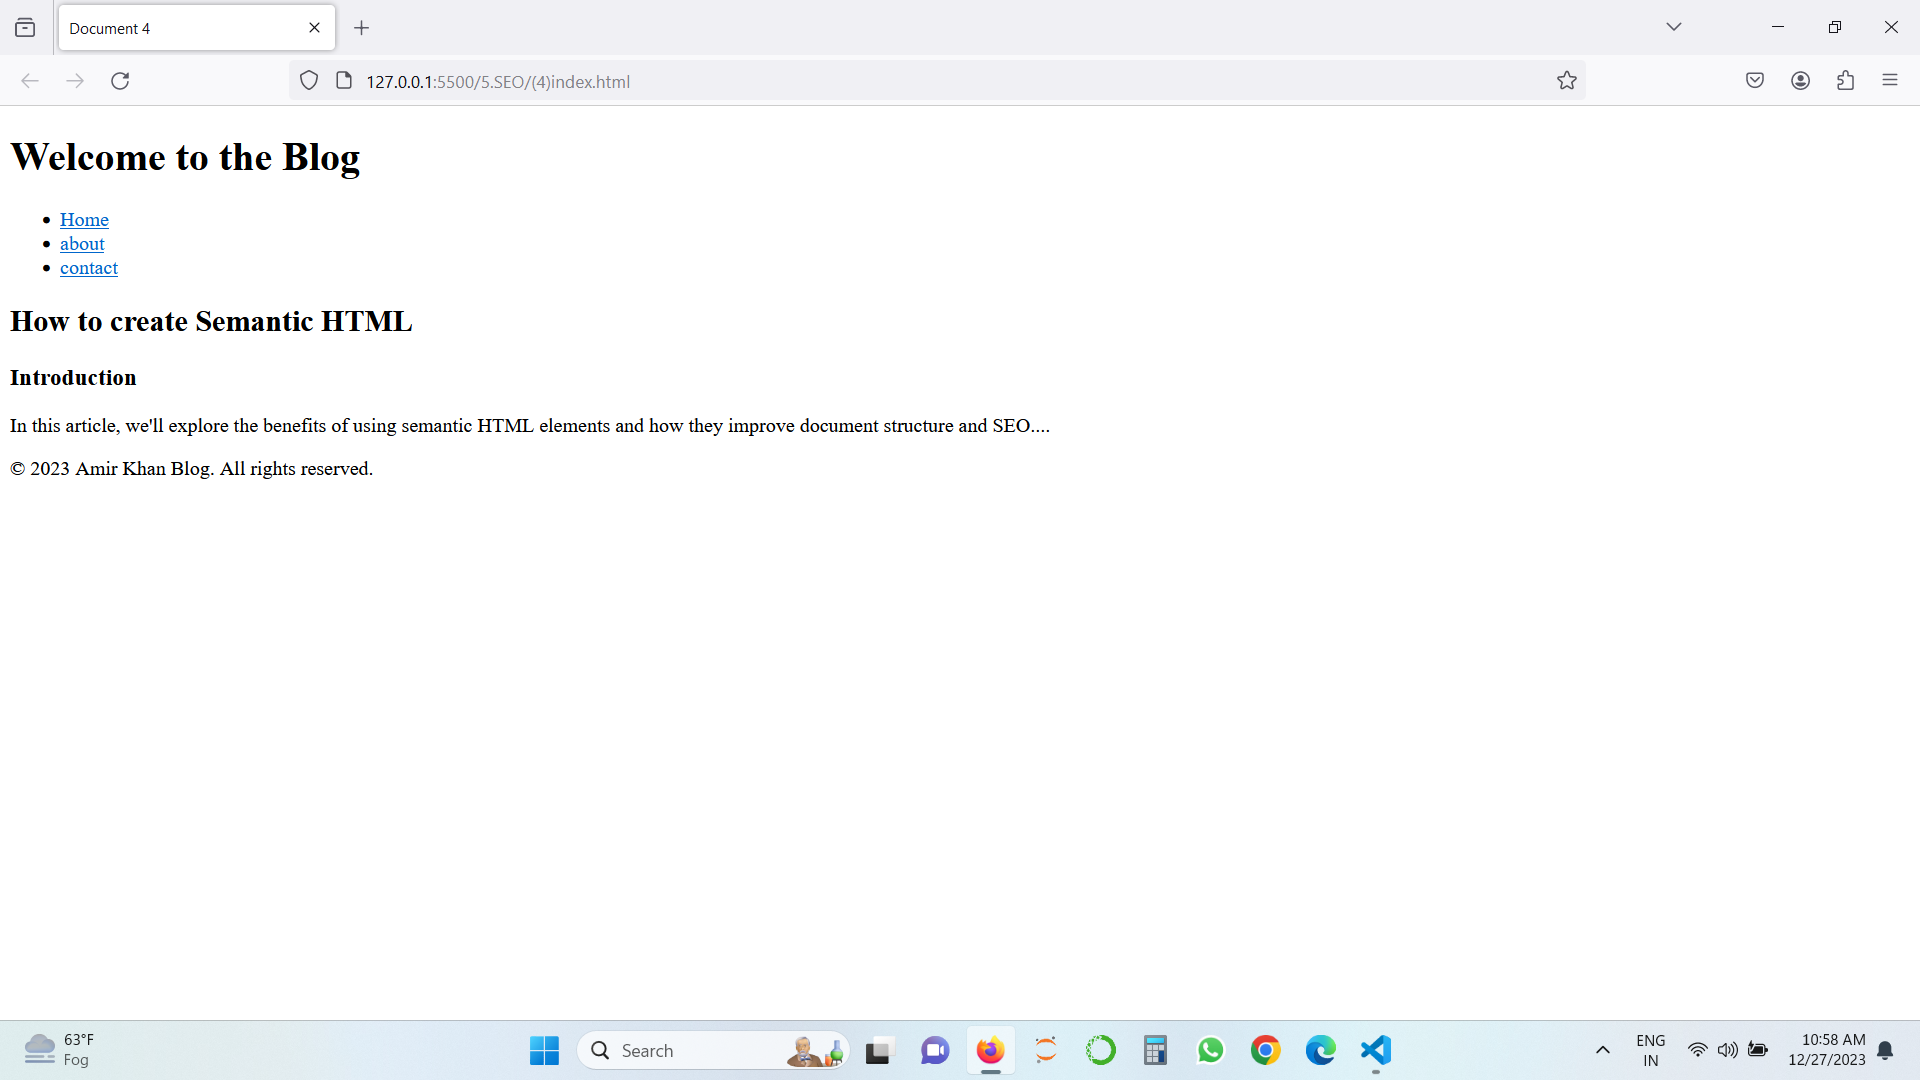 Document 4
127.0.0.1:5500/5.SEO/(4)index.html
Welcome to the Blog
Home
about
contact
How to create Semantic HTML
Introduction
In this article, we'll explore the benefits of using semantic HTML elements and how they improve document structure and SEO....
© 2023 Amir Khan Blog. All rights reserved.
63°F
Fog
Search
ENG
IN
10:58 AM
12/27/2023